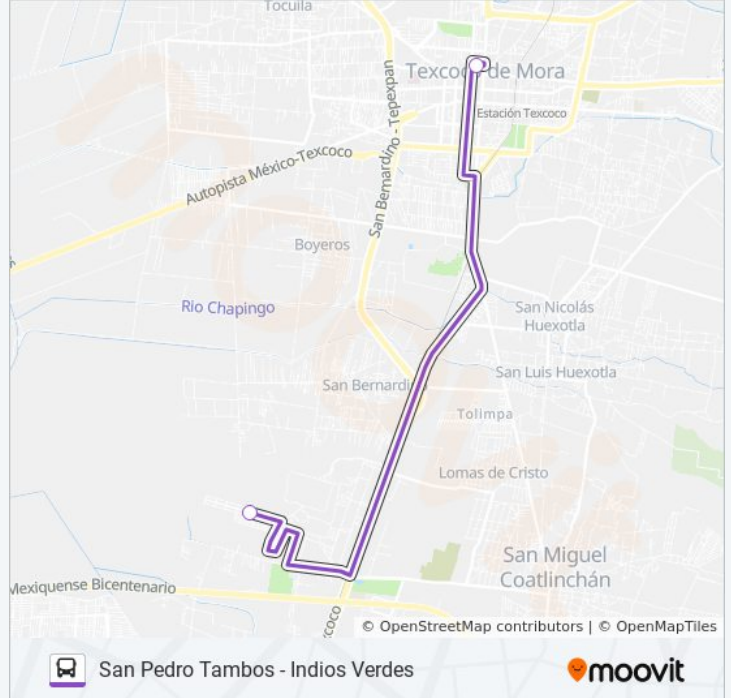 Tocuila
Texcoco de Mora
Estación Texcoco
San Bernardino - Tepexpan
Autopista México-Texcoco
Boyeros
Rio Chapingo
San Nicolás
Huexotla
San Luis Huexotla
San Bernardino
Tolimpa
Lomas de Cristo
San Miguel
Coatlinchán
Mexiquense Bicentenario
xcoco
© OpenStreetMap contributors | © OpenMapTiles
San Pedro Tambos - Indios Verdes
moovit